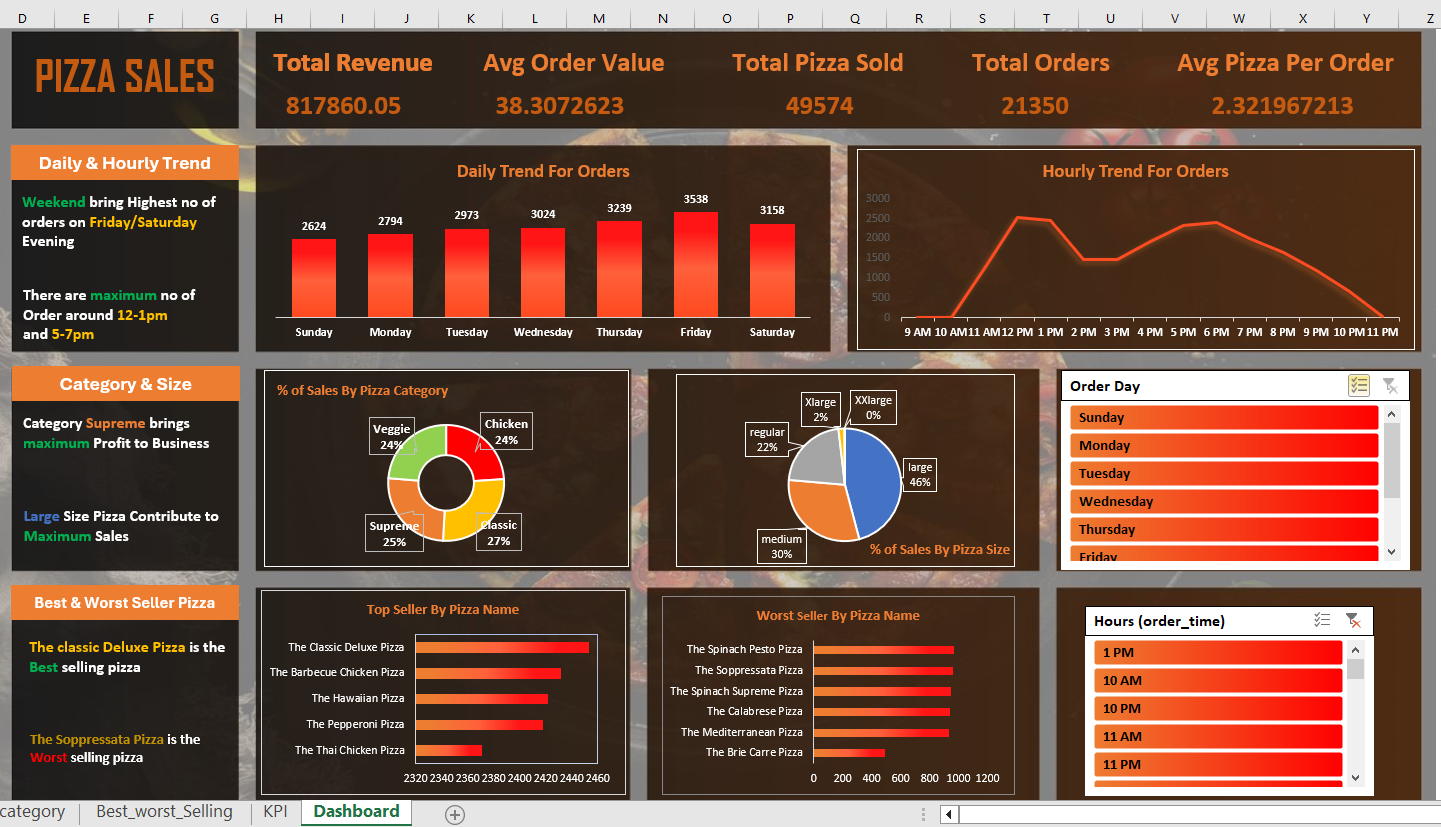 D E F G H I J K L M N O P Q R S T U V W X Y Z
PIZZA SALES
Total Revenue
817860.05
Avg Order Value
38.3072623
Total Pizza Sold
49574
Total Orders
21350
Avg Pizza Per Order
2.321967213
Daily & Hourly Trend
Weekend bring Highest no of
orders on Friday/Saturday
Evening
There are maximum no of
Order around 12-1pm
and 5-7pm
Daily Trend For Orders
2624 2794 2973 3024 3239 3538 3158
Sunday Monday Tuesday Wednesday Thursday Friday Saturday
Hourly Trend For Orders
3000
2500
2000
1500
1000
500
0
9 AM 10 AM 11 AM 12 PM 1 PM 2 PM 3 PM 4 PM 5 PM 6 PM 7 PM 8 PM 9 PM 10 PM 11 PM
Category & Size
Category Supreme brings
maximum Profit to Business
Large Size Pizza Contribute to
Maximum Sales
% of Sales By Pizza Category
Veggie
24%
Chicken
24%
Supreme
25%
Classic
27%
Xlarge
2%
XXlarge
0%
regular
22%
large
46%
medium
30%
% of Sales By Pizza Size
Order Day
Sunday
Monday
Tuesday
Wednesday
Thursday
Friday
Best & Worst Seller Pizza
The classic Deluxe Pizza is the
Best selling pizza
The Soppressata Pizza is the
Worst selling pizza
Top Seller By Pizza Name
The Classic Deluxe Pizza
The Barbecue Chicken Pizza
The Hawaiian Pizza
The Pepperoni Pizza
The Thai Chicken Pizza
2320 2340 2360 2380 2400 2420 2440 2460
Worst Seller By Pizza Name
The Spinach Pesto Pizza
The Soppressata Pizza
The Spinach Supreme Pizza
The Calabrese Pizza
The Mediterranean Pizza
The Brie Carre Pizza
0 200 400 600 800 1000 1200
Hours (order_time)
1 PM
10 AM
10 PM
11 AM
11 PM
category Best_worst_Selling KPI Dashboard